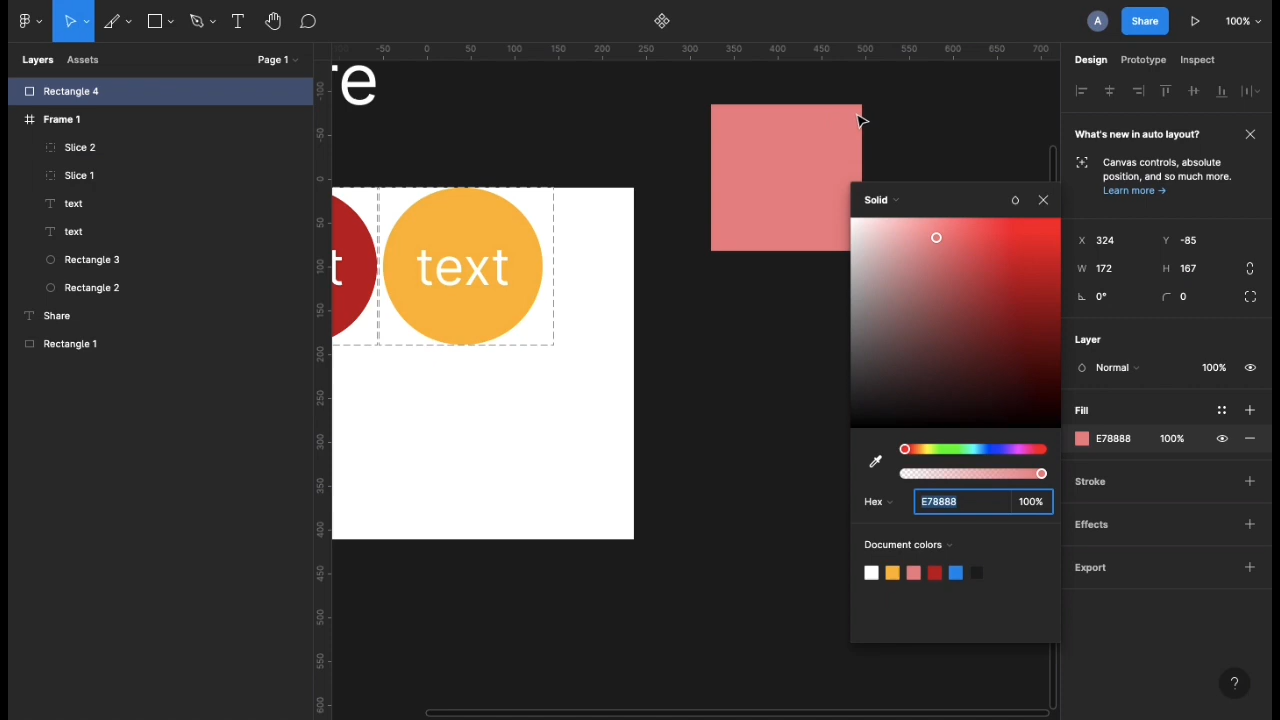 A
Share
100%
Layers
Assets
Page 1
-50 0 50 100 150 200 250 300 350 400 450 500 550 600 650 700
Design
Prototype
Inspect
Rectangle 4
Frame 1
Slice 2
Slice 1
text
text
Rectangle 3
Rectangle 2
Share
Rectangle 1
-100
-50
0
50
100
150
200
250
300
350
400
450
500
550
600
re
t
text
What's new in auto layout?
Canvas controls, absolute
position, and so much more.
Learn more →
Solid
Hex
E78888
100%
Document colors
X 324 Y -85
W 172 H 167
0° 0
Layer
Normal 100%
Fill
E78888 100%
Stroke
Effects
Export
?